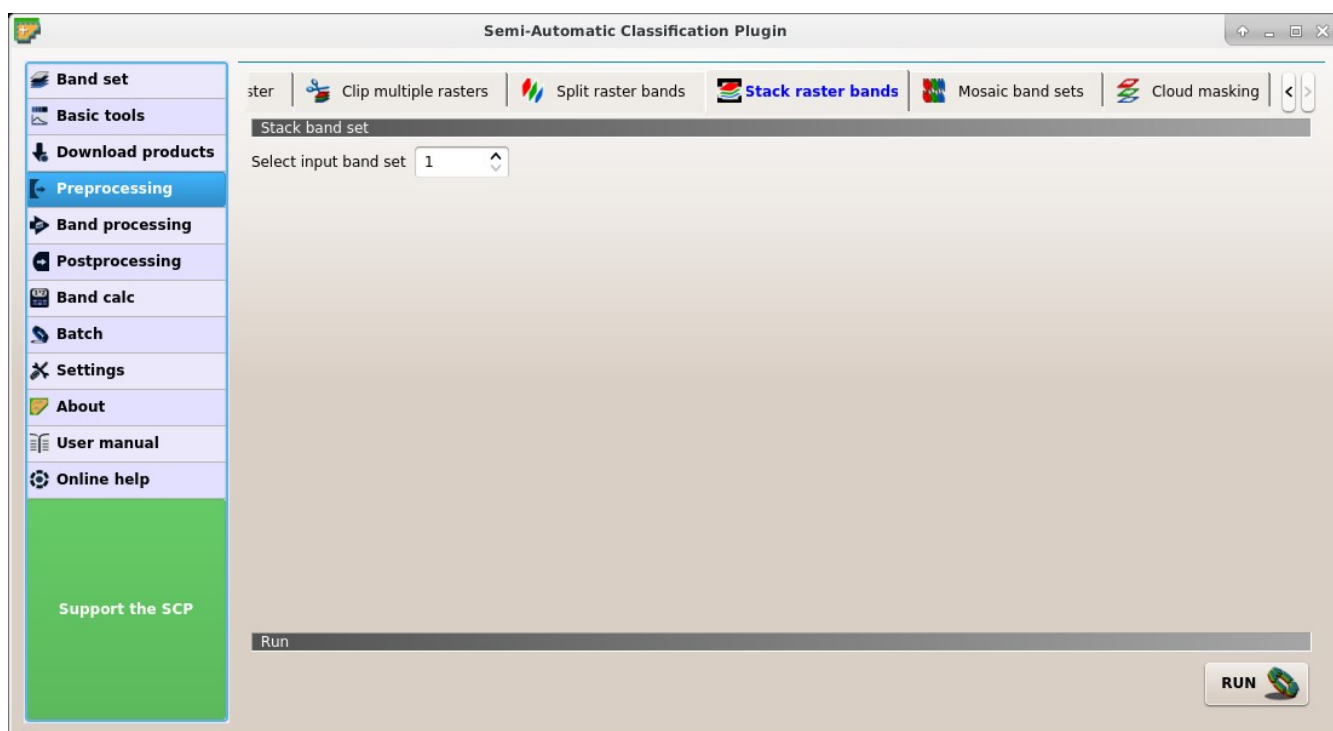 Semi-Automatic Classification Plugin
Band set
Basic tools
Download products
Preprocessing
Band processing
Postprocessing
Band calc
Batch
Settings
About
User manual
Online help
Support the SCP
ster Clip multiple rasters Split raster bands Stack raster bands Mosaic band sets Cloud masking < >
Stack band set
Select input band set 1
Run
RUN